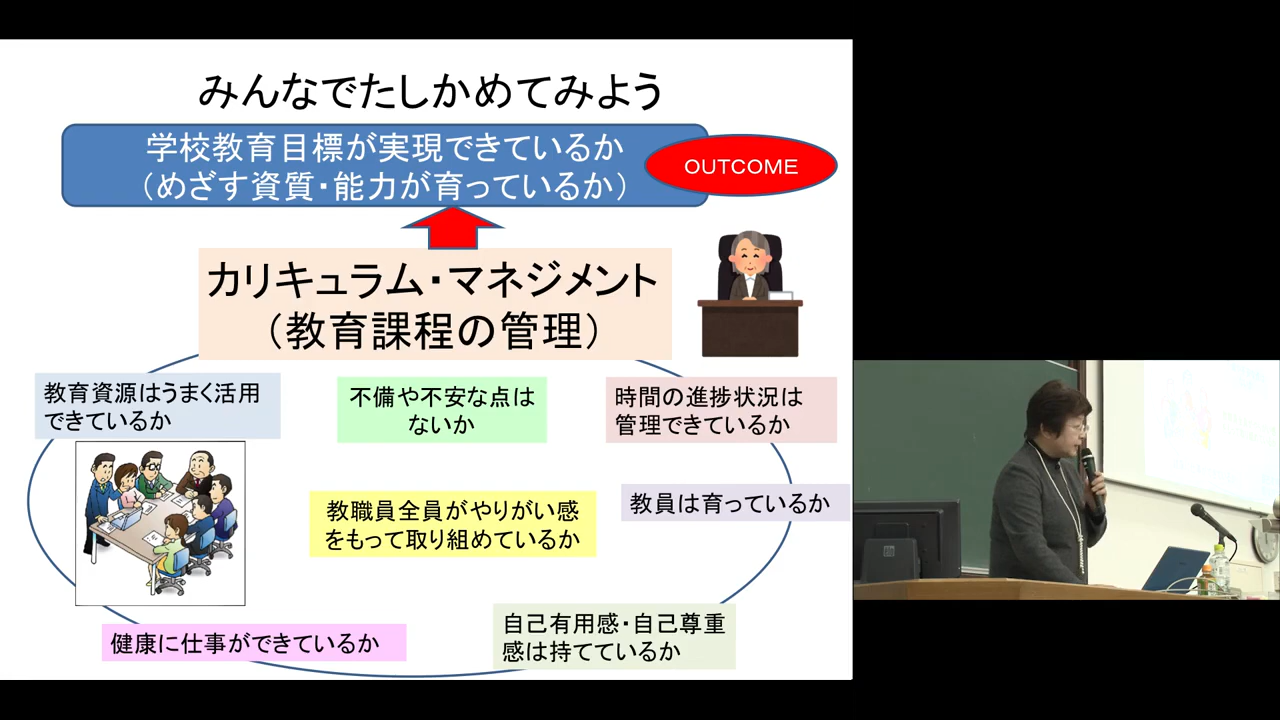 みんなでたしかめてみよう
学校教育目標が実現できているか
（めざす資質・能力が育っているか）
OUTCOME
カリキュラム・マネジメント
（教育課程の管理）
教育資源はうまく活用
できているか
不備や不安な点は
ないか
時間の進捗状況は
管理できているか
教職員全員がやりがい感
をもって取り組めているか
教員は育っているか
健康に仕事ができているか
自己有用感・自己尊重
感は持てているか